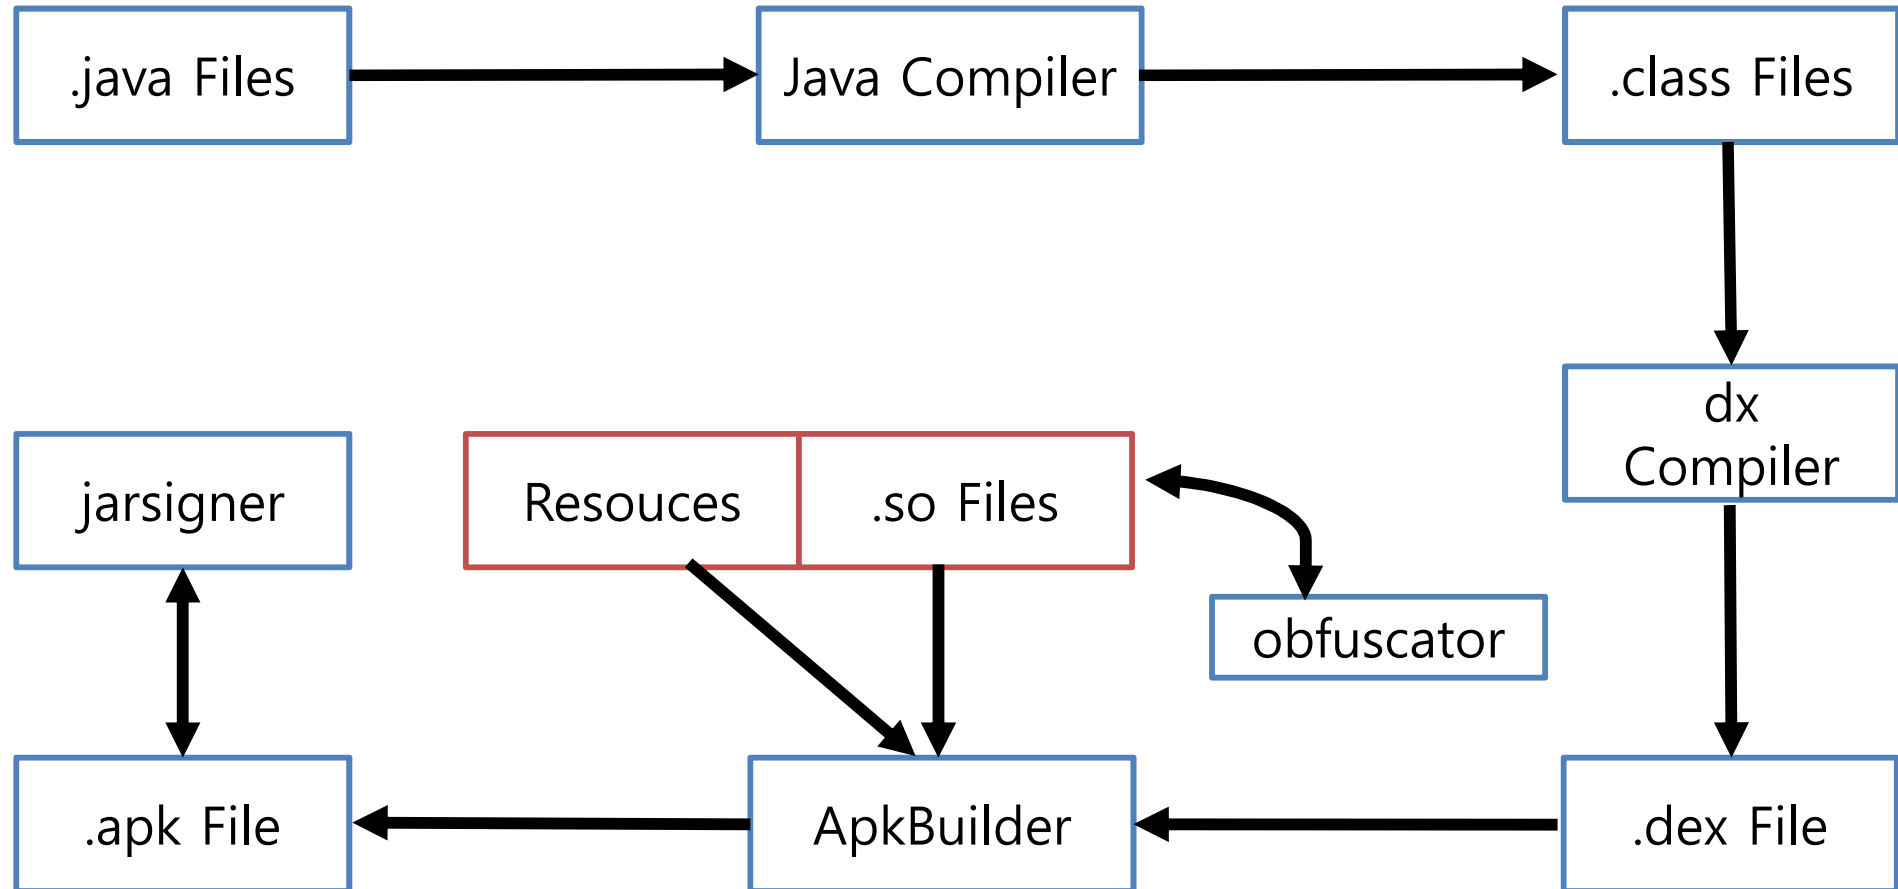 .java Files
Java Compiler
.class Files
dx
Compiler
jarsigner
Resouces
.so Files
obfuscator
.apk File
ApkBuilder
.dex File